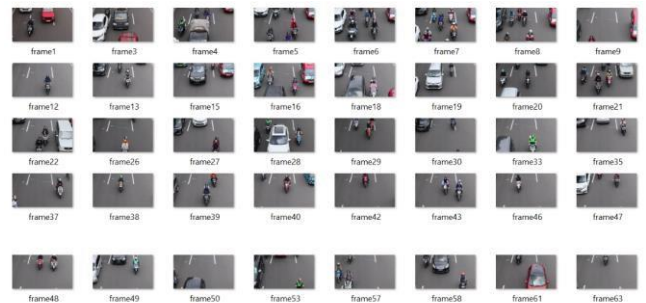 frame1 frame3 frame4 frame5 frame6 frame7 frame8 frame9
frame12 frame13 frame15 frame16 frame18 frame19 frame20 frame21
frame22 frame26 frame27 frame28 frame29 frame30 frame33 frame35
frame37 frame38 frame39 frame40 frame42 frame43 frame46 frame47
frame48 frame49 frame50 frame53 frame57 frame58 frame61 frame63